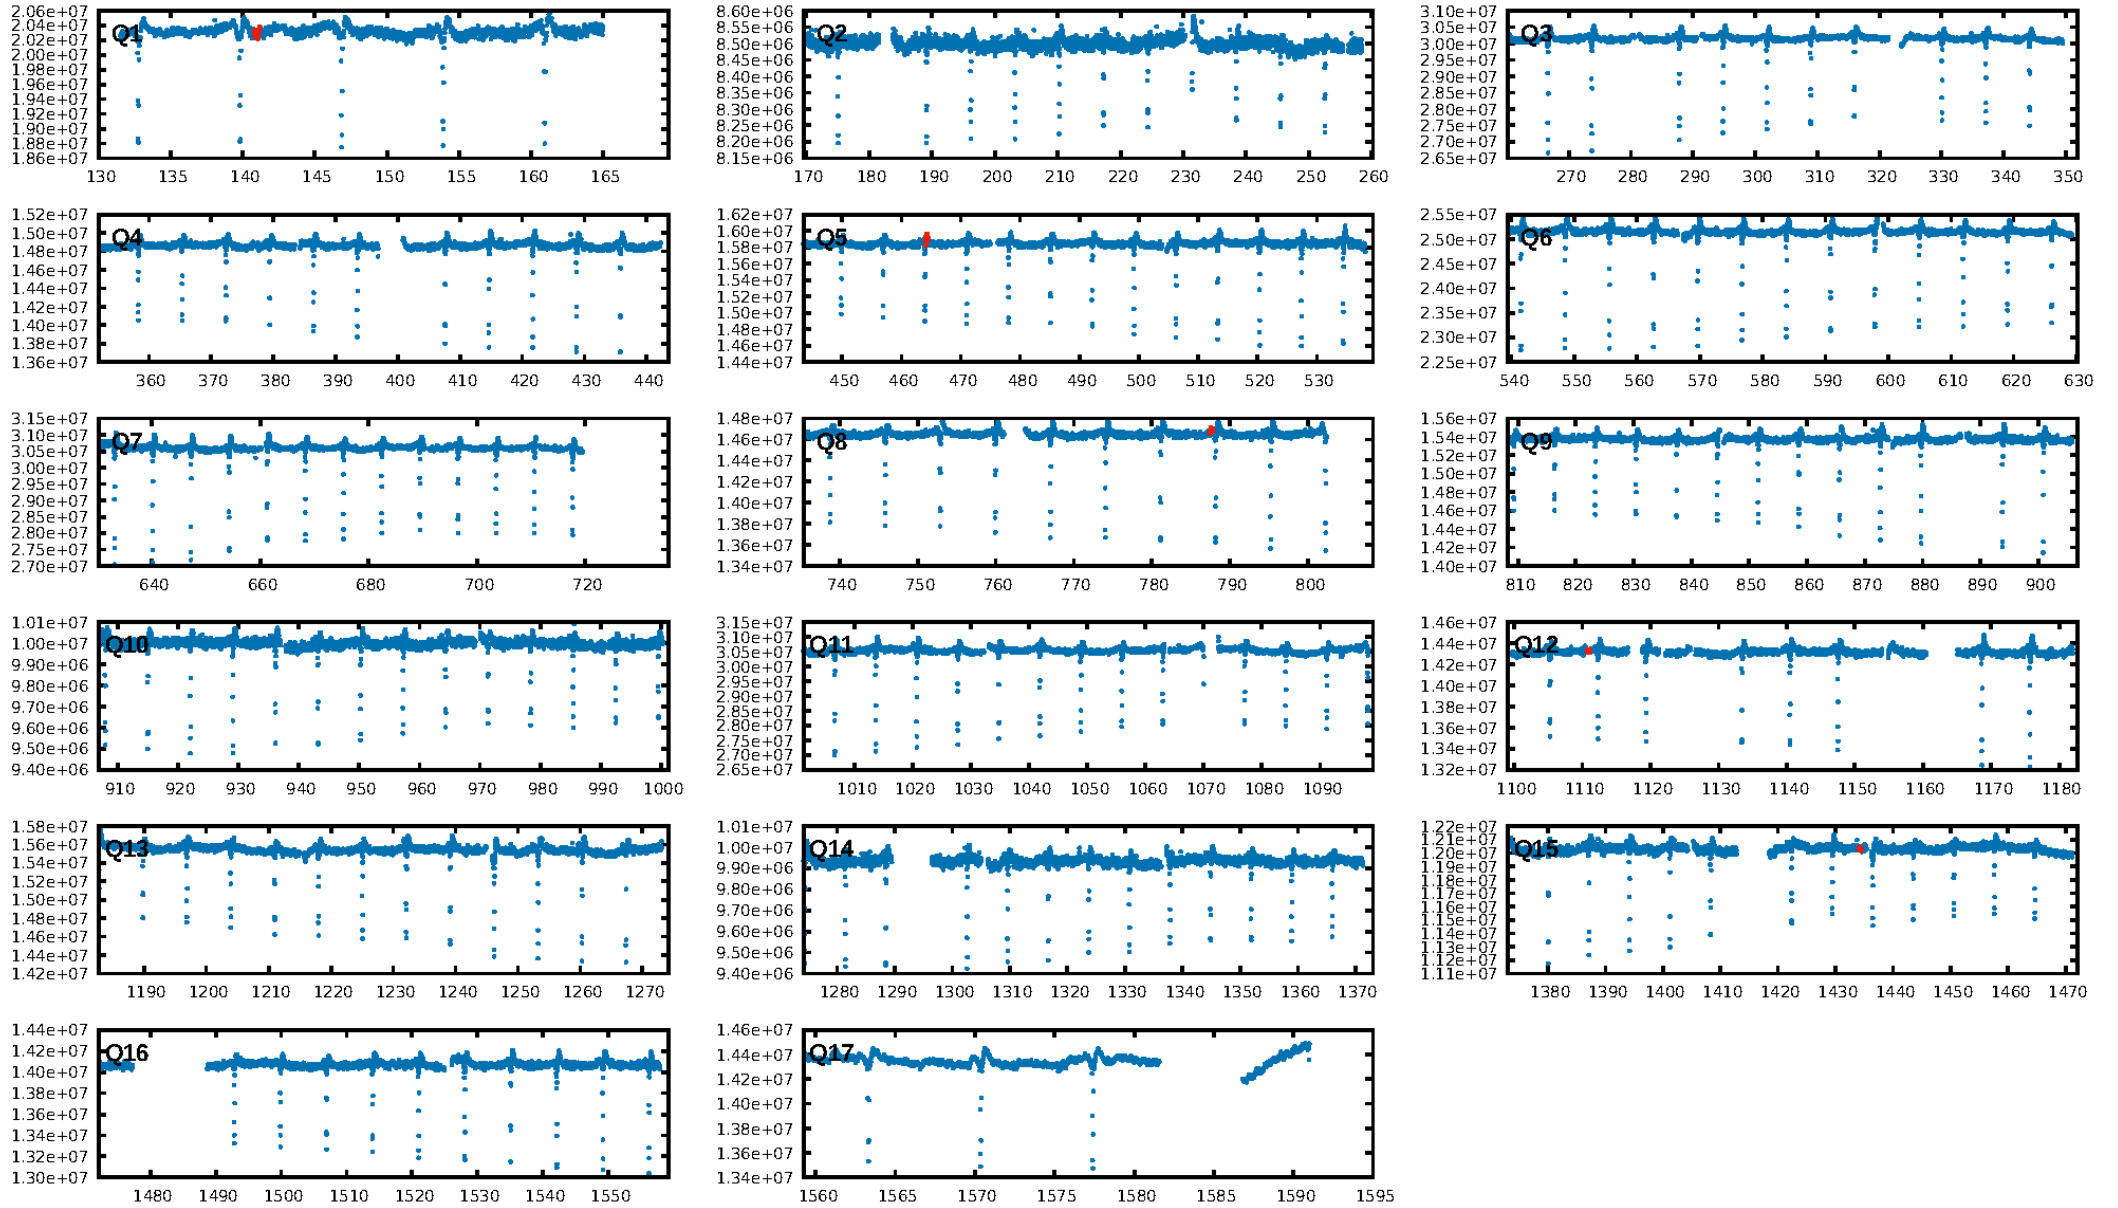 2.06e+07
2.04e+07
2.02e+07
2.00e+07
1.98e+07
1.96e+07
1.94e+07
1.92e+07
1.90e+07
1.88e+07
1.86e+07
Q1
130 135 140 145 150 155 160 165
8.60e+06
8.55e+06
8.50e+06
8.45e+06
8.40e+06
8.35e+06
8.30e+06
8.25e+06
8.20e+06
8.15e+06
Q2
170 180 190 200 210 220 230 240 250 260
3.10e+07
3.05e+07
3.00e+07
2.95e+07
2.90e+07
2.85e+07
2.80e+07
2.75e+07
2.70e+07
2.65e+07
Q3
270 280 290 300 310 320 330 340 350
1.52e+07
1.50e+07
1.48e+07
1.46e+07
1.44e+07
1.42e+07
1.40e+07
1.38e+07
1.36e+07
Q4
360 370 380 390 400 410 420 430 440
1.62e+07
1.60e+07
1.58e+07
1.56e+07
1.54e+07
1.52e+07
1.50e+07
1.48e+07
1.46e+07
1.44e+07
Q5
450 460 470 480 490 500 510 520 530
2.55e+07
2.50e+07
2.45e+07
2.40e+07
2.35e+07
2.30e+07
2.25e+07
Q6
540 550 560 570 580 590 600 610 620 630
3.15e+07
3.10e+07
3.05e+07
3.00e+07
2.95e+07
2.90e+07
2.85e+07
2.80e+07
2.75e+07
2.70e+07
Q7
640 660 680 700 720
1.48e+07
1.46e+07
1.44e+07
1.42e+07
1.40e+07
1.38e+07
1.36e+07
1.34e+07
Q8
740 750 760 770 780 790 800
1.56e+07
1.54e+07
1.52e+07
1.50e+07
1.48e+07
1.46e+07
1.44e+07
1.42e+07
1.40e+07
Q9
810 820 830 840 850 860 870 880 890 900
1.01e+07
1.00e+07
9.90e+06
9.80e+06
9.70e+06
9.60e+06
9.50e+06
9.40e+06
Q10
910 920 930 940 950 960 970 980 990 1000
3.15e+07
3.10e+07
3.05e+07
3.00e+07
2.95e+07
2.90e+07
2.85e+07
2.80e+07
2.75e+07
2.70e+07
2.65e+07
Q11
1010 1020 1030 1040 1050 1060 1070 1080 1090
1.46e+07
1.44e+07
1.42e+07
1.40e+07
1.38e+07
1.36e+07
1.34e+07
1.32e+07
Q12
1100 1110 1120 1130 1140 1150 1160 1170 1180
1.58e+07
1.56e+07
1.54e+07
1.52e+07
1.50e+07
1.48e+07
1.46e+07
1.44e+07
1.42e+07
Q13
1190 1200 1210 1220 1230 1240 1250 1260 1270
1.01e+07
1.00e+07
9.90e+06
9.80e+06
9.70e+06
9.60e+06
9.50e+06
9.40e+06
Q14
1280 1290 1300 1310 1320 1330 1340 1350 1360 1370
1.22e+07
1.21e+07
1.20e+07
1.19e+07
1.18e+07
1.17e+07
1.16e+07
1.15e+07
1.14e+07
1.13e+07
1.12e+07
1.11e+07
Q15
1380 1390 1400 1410 1420 1430 1440 1450 1460 1470
1.44e+07
1.42e+07
1.40e+07
1.38e+07
1.36e+07
1.34e+07
1.32e+07
1.30e+07
Q16
1480 1490 1500 1510 1520 1530 1540 1550
1.46e+07
1.44e+07
1.42e+07
1.40e+07
1.38e+07
1.36e+07
1.34e+07
Q17
1560 1565 1570 1575 1580 1585 1590 1595